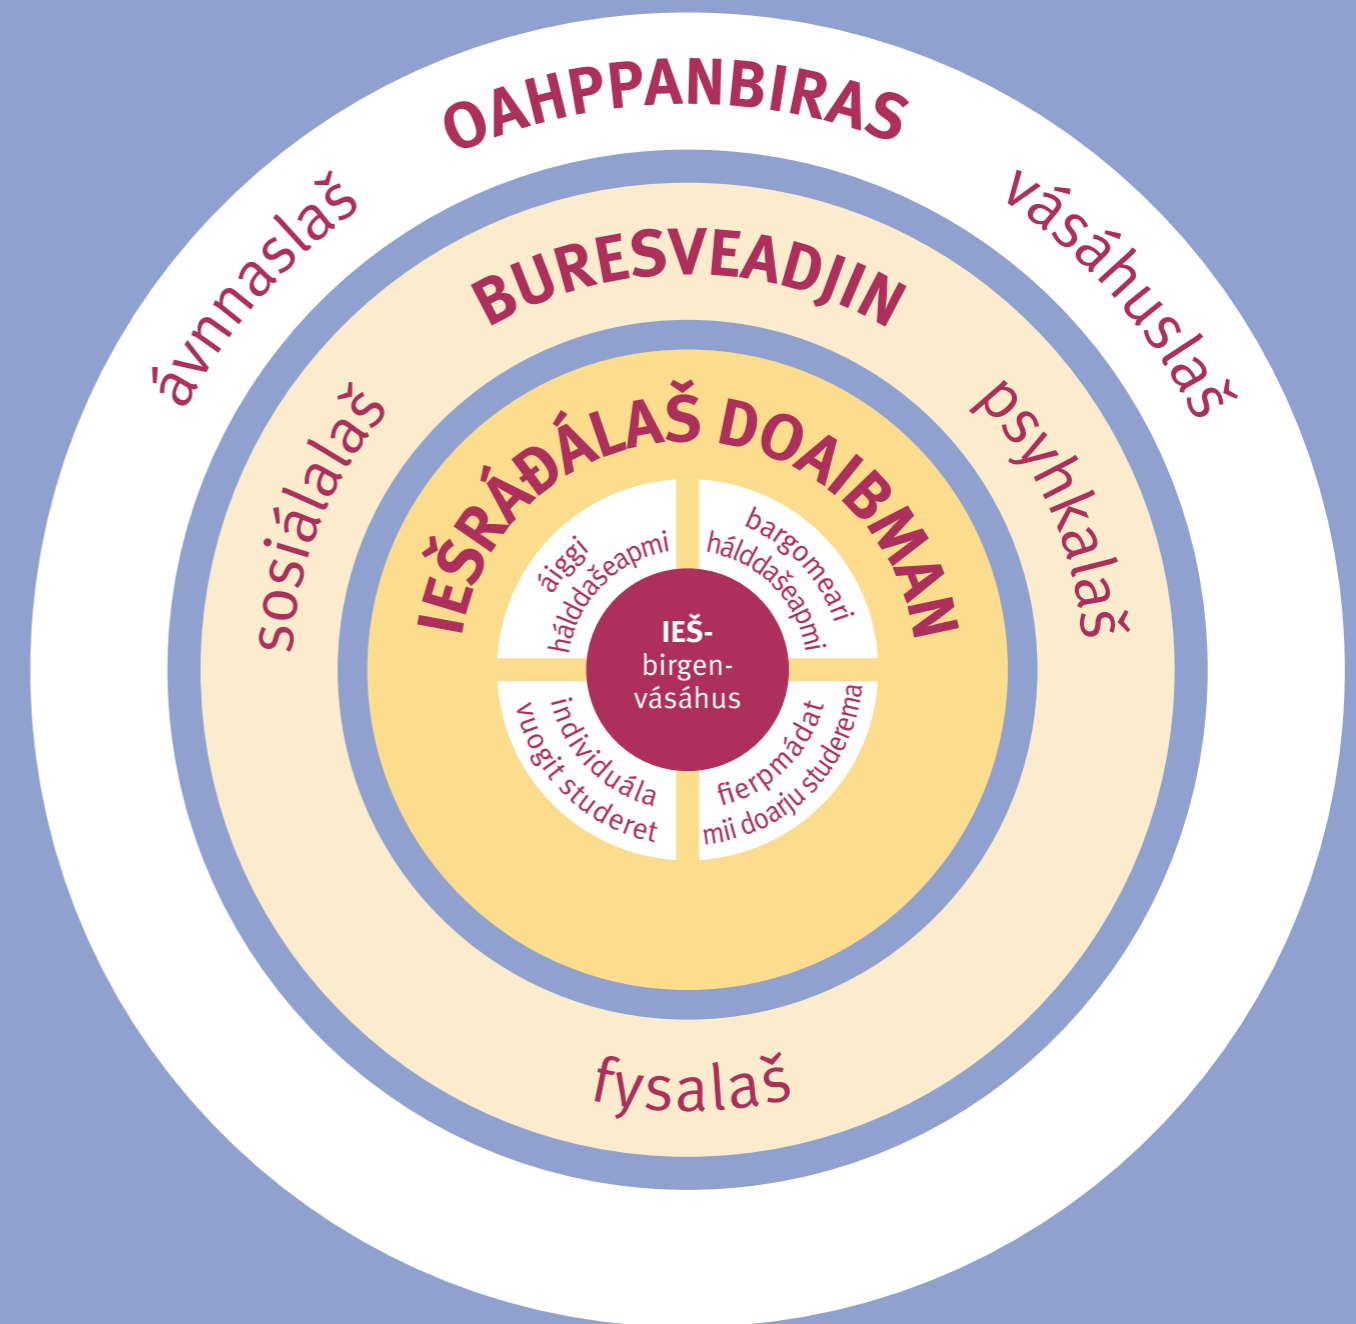 OAHPPANBIRAS
ávnnaslaš
vásáhuslaš
BURESVEADJIN
sosiálalaš
psyhkalaš
fysalaš
IEŠRÁĐÁLAŠ DOAIBMAN
áiggi
hálddašeapmi
bargomeari
hálddašeapmi
IEŠ-
birgen-
vásáhus
individuála
vuogit studeret
fierpmádat
mii doarju studerema